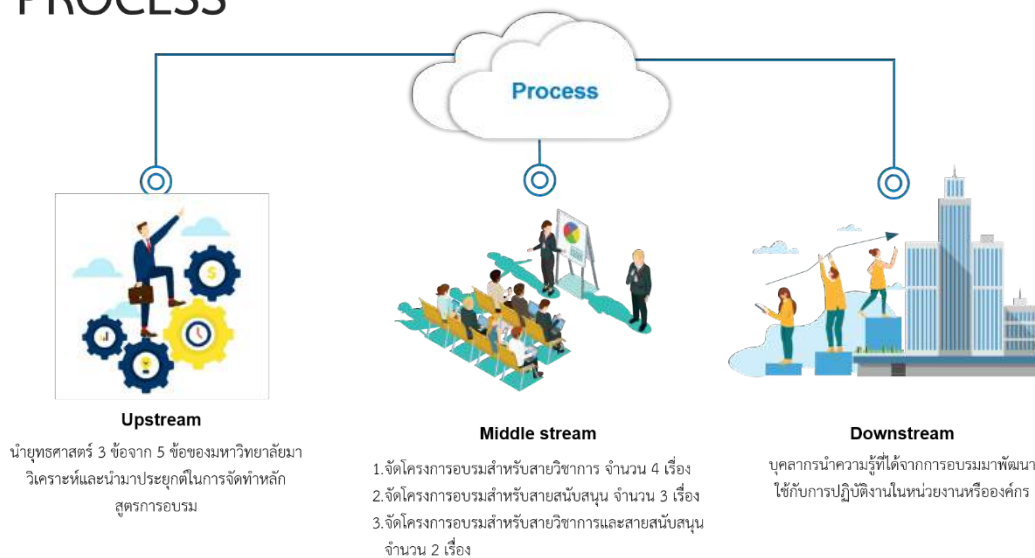 PROCESS
Process
Upstream
นำยุทธศาสตร์ 3 ข้อจาก 5 ข้อของมหาวิทยาลัยมา
วิเคราะห์และนำมาประยุกต์ในการจัดทำหลัก
สูตรการอบรม
Middle stream
1.จัดโครงการอบรมสำหรับสายวิชาการ จำนวน 4 เรื่อง
2.จัดโครงการอบรมสำหรับสายสนับสนุน จำนวน 3 เรื่อง
3.จัดโครงการอบรมสำหรับสายวิชาการและสายสนับสนุน
จำนวน 2 เรื่อง
Downstream
บุคลากรนำความรู้ที่ได้จากการอบรมมาพัฒนา
ใช้กับการปฏิบัติงานในหน่วยงานหรือองค์กร